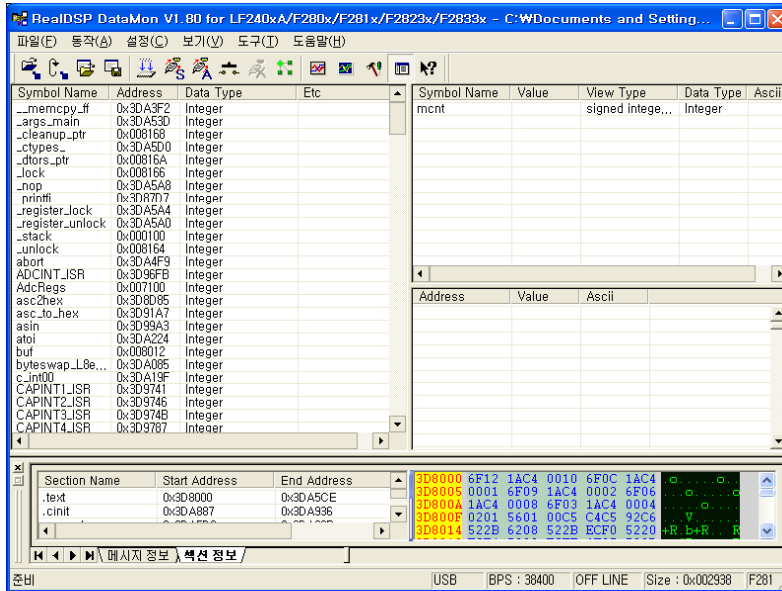 RealDSP DataMon V1.80 for LF240xA/F280x/F281x/F2823x/F2833x - C:₩Documents and Setting...
파일(F) 동작(A) 설정(C) 보기(V) 도구(T) 도움말(H)
Symbol Name Address Data Type Etc
__memcpy_ff 0x3DA3F2 Integer
_args_main 0x3DA53D Integer
_cleanup_ptr 0x008168 Integer
_ctypes_ 0x3DA5D0 Integer
_dtors_ptr 0x00816A Integer
_lock 0x008166 Integer
_nop 0x3DA5A8 Integer
_printfi 0x3D87D7 Integer
_register_lock 0x3DA5A4 Integer
_register_unlock 0x3DA5A0 Integer
_stack 0x000100 Integer
_unlock 0x008164 Integer
abort 0x3DA4F9 Integer
ADCINT_ISR 0x3D96FB Integer
AdcRegs 0x007100 Integer
asc2hex 0x3D8D85 Integer
asc_to_hex 0x3D91A7 Integer
asin 0x3D99A3 Integer
atoi 0x3DA224 Integer
buf 0x008012 Integer
byteswap_L8e... 0x3DA085 Integer
c_int00 0x3DA19F Integer
CAPINT1_ISR 0x3D9741 Integer
CAPINT2_ISR 0x3D9746 Integer
CAPINT3_ISR 0x3D974B Integer
CAPINT4_ISR 0x3D9787 Integer
Symbol Name Value View Type Data Type Ascii
mcnt signed intege... Integer
Address Value Ascii
Section Name Start Address End Address
.text 0x3D8000 0x3DA5CE
.cinit 0x3DA887 0x3DA936
3D8000 6F12 1AC4 0010 6F0C 1AC4 .o.....o..
3D8005 0001 6F09 1AC4 0002 6F06
3D800A 1AC4 0008 6F03 1AC4 0004
3D800F 0201 5601 00C5 C4C5 92C6
3D8014 522B 6208 522B ECF0 5220
메시지 정보 섹션 정보
준비 USB BPS : 38400 OFF LINE Size : 0x002938 F281